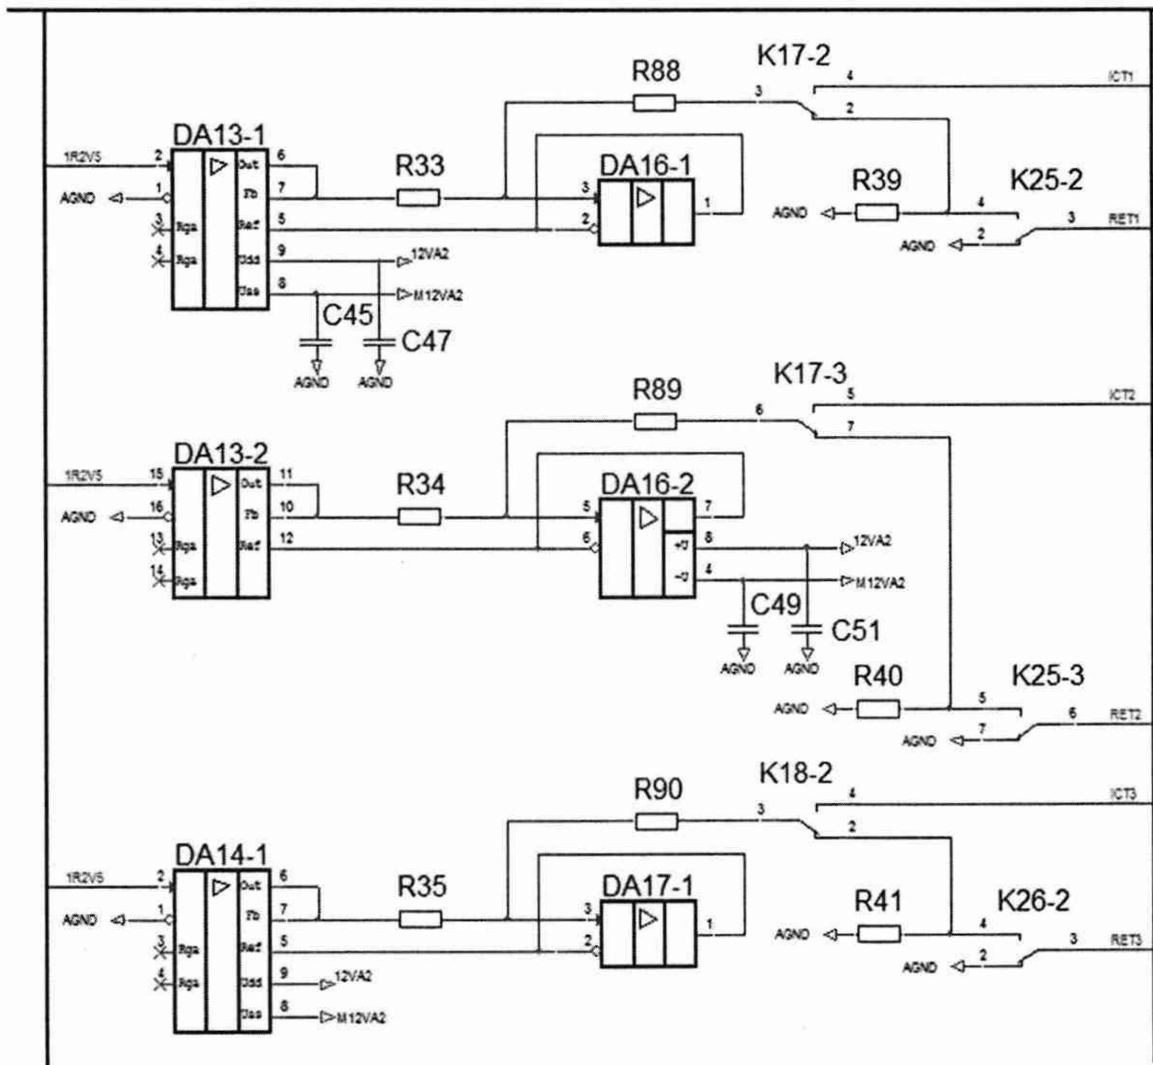 K17-2
R88
4
ICT1
3
2
DA13-1
1R2V5
2
Out
6
R33
DA16-1
AGND
1
Fb
7
3
1
R39
K25-2
3
Rga
Ref
5
2
AGND
4
3
RET1
4
Rga
Udd
9
12VA2
AGND
2
Uss
8
M12VA2
C45
C47
AGND
AGND
K17-3
R89
5
ICT2
6
7
DA13-2
1R2V5
15
Out
11
R34
DA16-2
AGND
16
Fb
10
5
7
13
Rga
Ref
12
6
+U
8
12VA2
14
Rga
-U
4
M12VA2
C49
C51
AGND
AGND
R40
K25-3
AGND
5
6
RET2
AGND
7
K18-2
R90
4
ICT3
3
2
DA14-1
1R2V5
2
Out
6
R35
DA17-1
AGND
1
Fb
7
3
1
R41
K26-2
3
Rga
Ref
5
2
AGND
4
3
RET3
4
Rga
Udd
9
12VA2
AGND
2
Uss
8
M12VA2